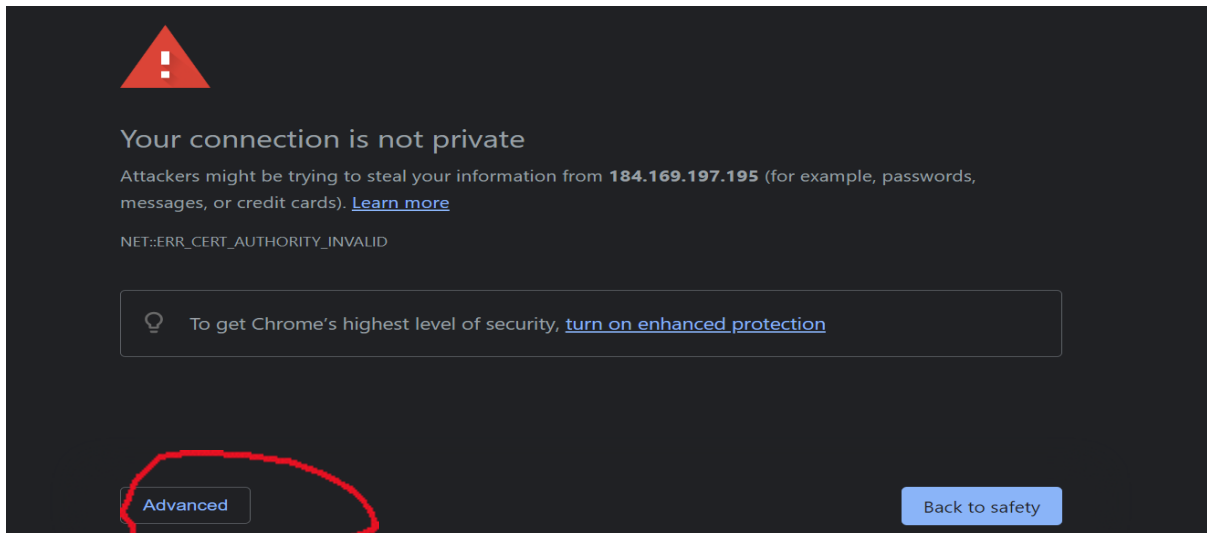 Your connection is not private
Attackers might be trying to steal your information from 184.169.197.195 (for example, passwords,
messages, or credit cards). Learn more
NET::ERR_CERT_AUTHORITY_INVALID
To get Chrome's highest level of security, turn on enhanced protection
Advanced
Back to safety